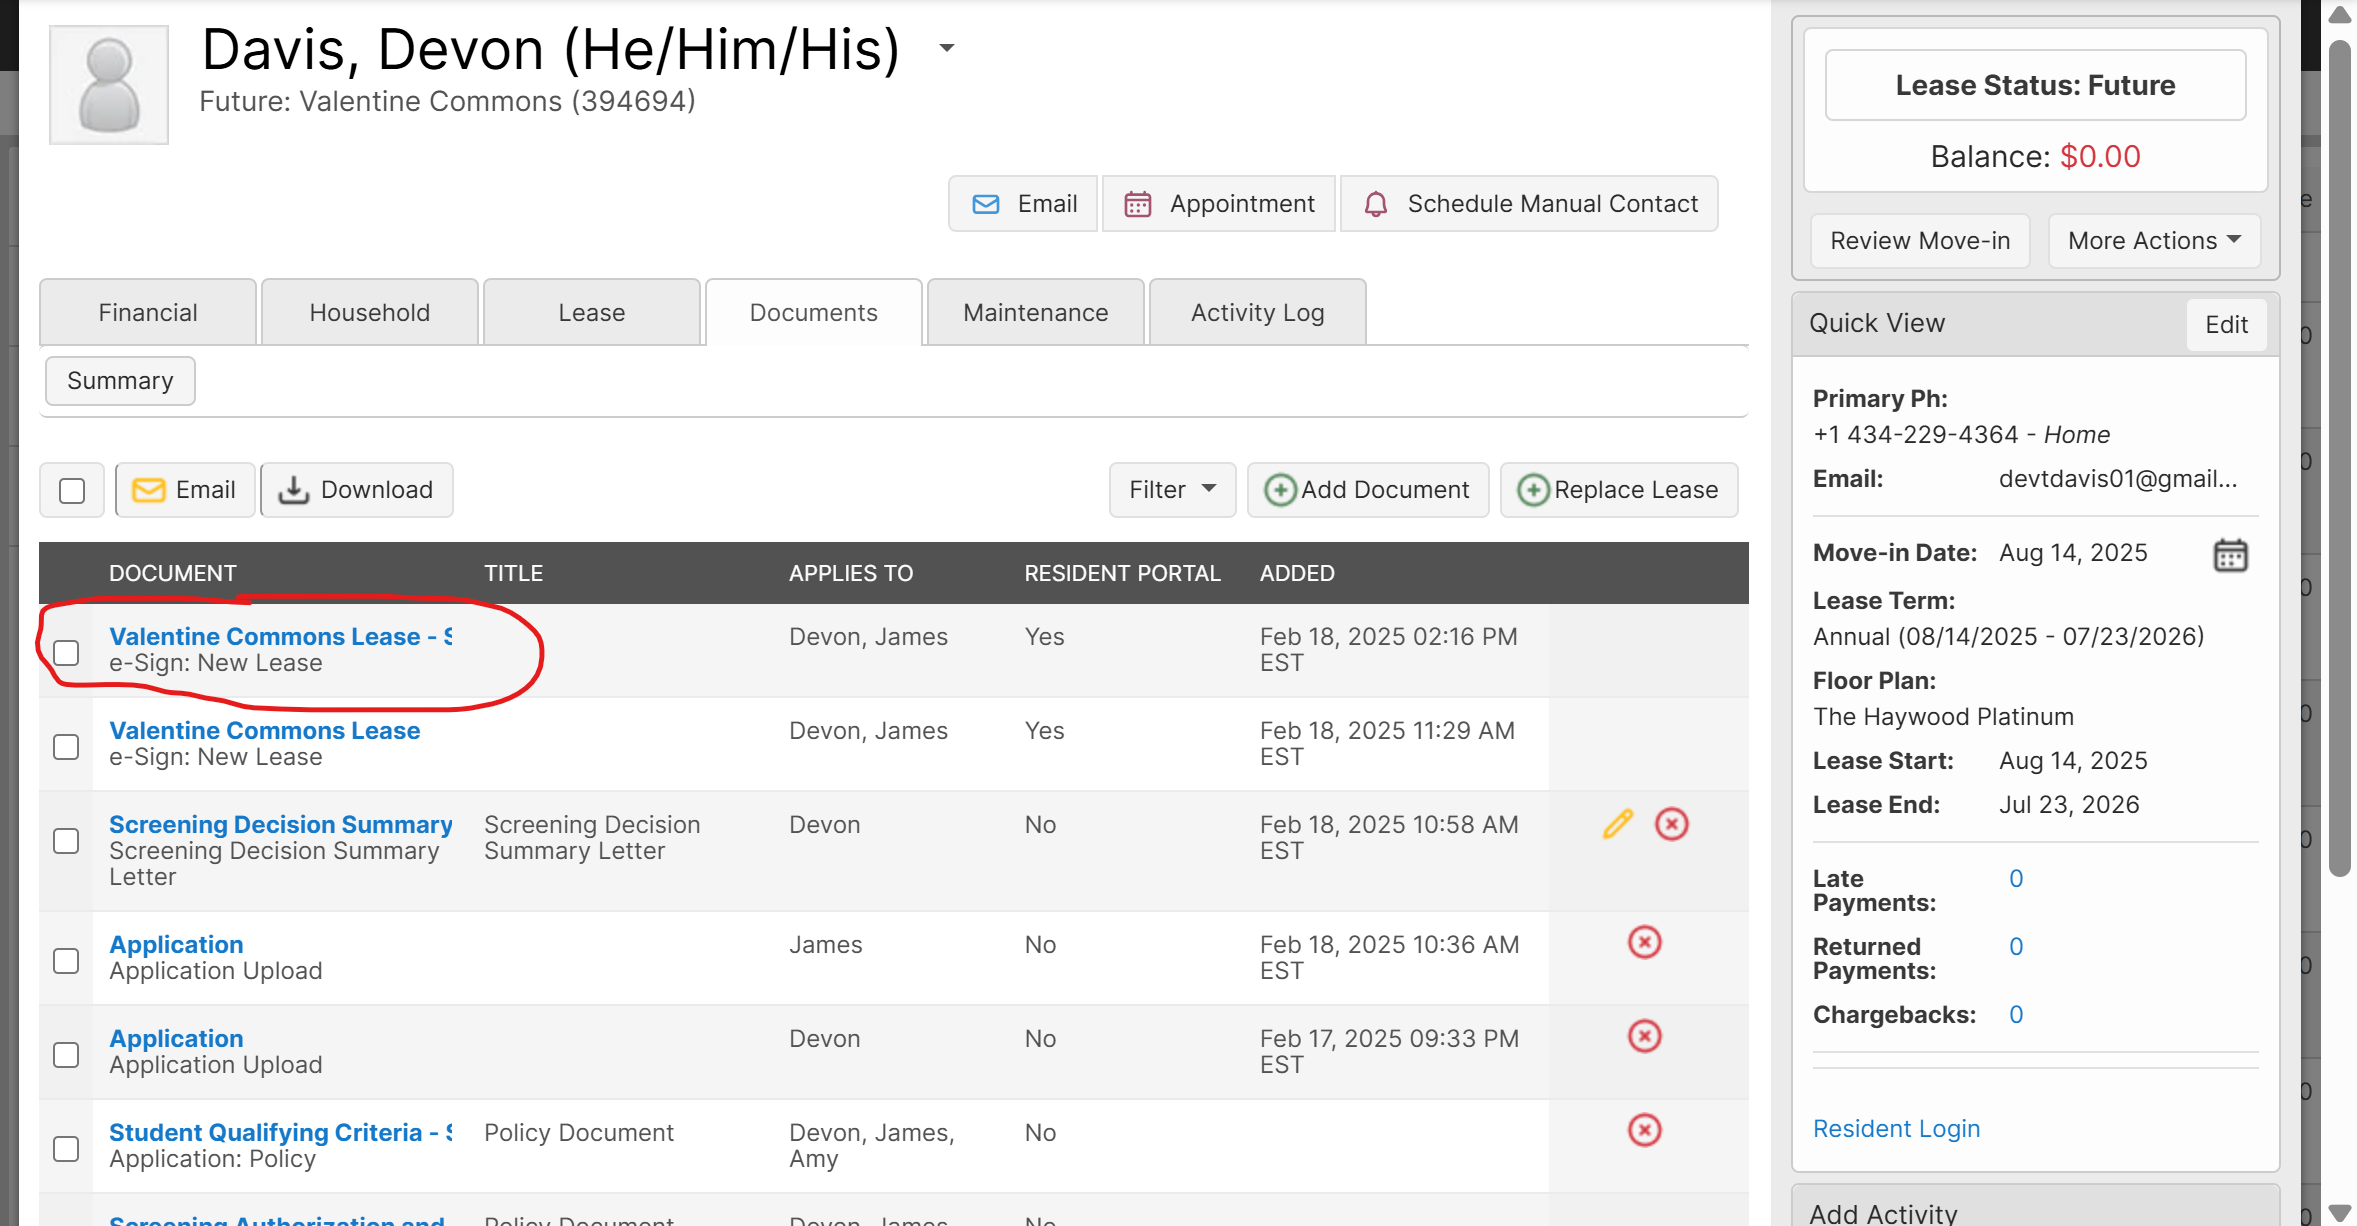 Davis, Devon (He/Him/His)
Future: Valentine Commons (394694)
Email
Appointment
Schedule Manual Contact
Financial
Household
Lease
Documents
Maintenance
Activity Log
Summary
Email
Download
Filter
Add Document
Replace Lease
DOCUMENT TITLE APPLIES TO RESIDENT PORTAL ADDED
Valentine Commons Lease - S Devon, James Yes Feb 18, 2025 02:16 PM
e-Sign: New Lease EST
Valentine Commons Lease Devon, James Yes Feb 18, 2025 11:29 AM
e-Sign: New Lease EST
Screening Decision Summary Screening Decision Devon No Feb 18, 2025 10:58 AM
Screening Decision Summary Summary Letter EST
Letter
Application James No Feb 18, 2025 10:36 AM
Application Upload EST
Application Devon No Feb 17, 2025 09:33 PM
Application Upload EST
Student Qualifying Criteria - S Policy Document Devon, James, No
Application: Policy Amy
Screening Authorization and Policy Document Devon, James No
Lease Status: Future
Balance: $0.00
Review Move-in
More Actions
Quick View
Edit
Primary Ph:
+1 434-229-4364 - Home
Email: devtdavis01@gmail...
Move-in Date: Aug 14, 2025
Lease Term:
Annual (08/14/2025 - 07/23/2026)
Floor Plan:
The Haywood Platinum
Lease Start: Aug 14, 2025
Lease End: Jul 23, 2026
Late 0
Payments:
Returned 0
Payments:
Chargebacks: 0
Resident Login
Add Activity